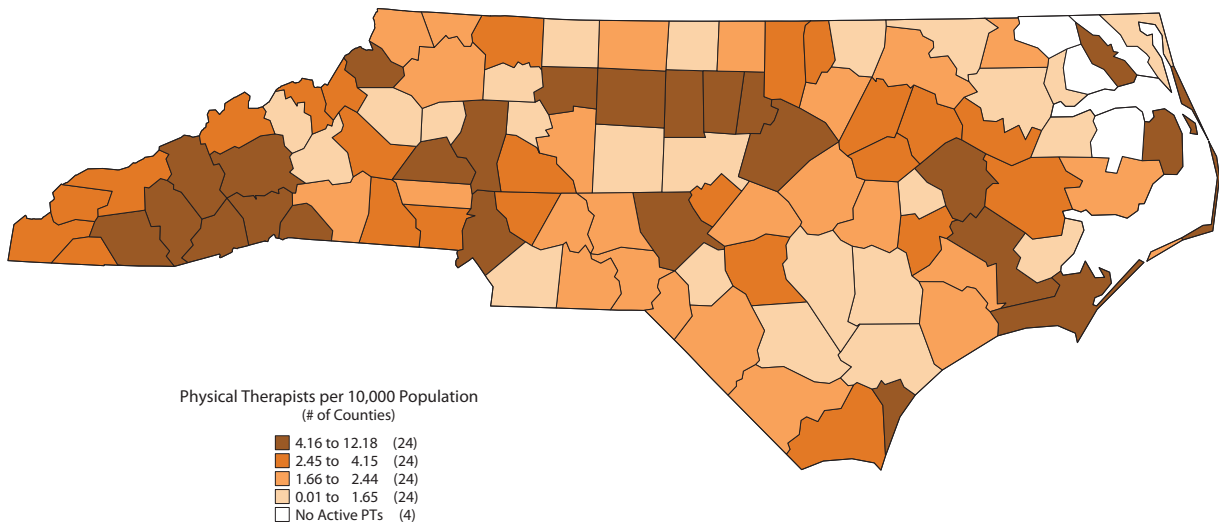 Physical Therapists per 10,000 Population
(# of Counties)
4.16 to 12.18 (24)
2.45 to 4.15 (24)
1.66 to 2.44 (24)
0.01 to 1.65 (24)
No Active PTs (4)